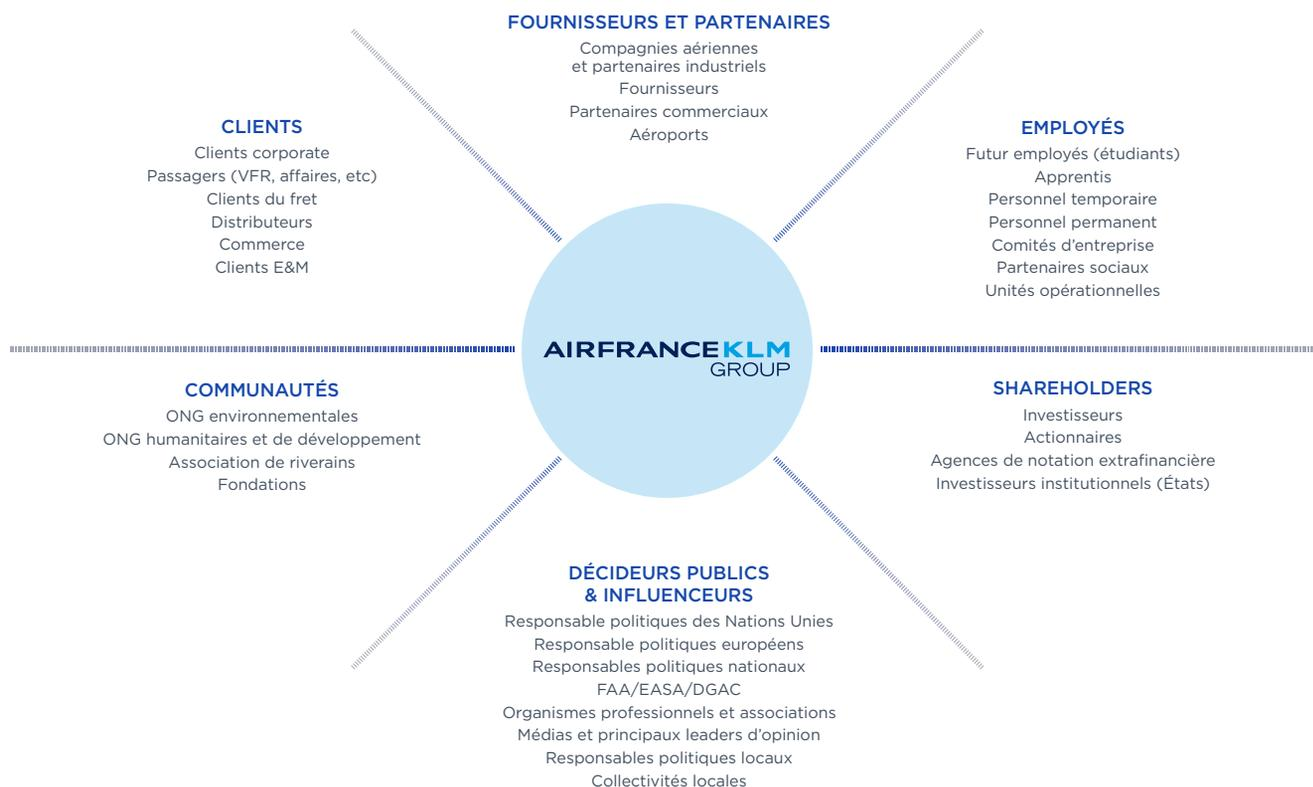 FOURNISSEURS ET PARTENAIRES
Compagnies aériennes
et partenaires industriels
Fournisseurs
Partenaires commerciaux
Aéroports
CLIENTS
Clients corporate
Passagers (VFR, affaires, etc)
Clients du fret
Distributeurs
Commerce
Clients E&M
EMPLOYÉS
Futur employés (étudiants)
Apprentis
Personnel temporaire
Personnel permanent
Comités d’entreprise
Partenaires sociaux
Unités opérationnelles
AIRFRANCE KLM
GROUP
COMMUNAUTÉS
ONG environnementales
ONG humanitaires et de développement
Association de riverains
Fondations
SHAREHOLDERS
Investisseurs
Actionnaires
Agences de notation extrafinancière
Investisseurs institutionnels (États)
DÉCIDEURS PUBLICS
& INFLUENCEURS
Responsable politiques des Nations Unies
Responsable politiques européens
Responsables politiques nationaux
FAA/EASA/DGAC
Organismes professionnels et associations
Médias et principaux leaders d’opinion
Responsables politiques locaux
Collectivités locales